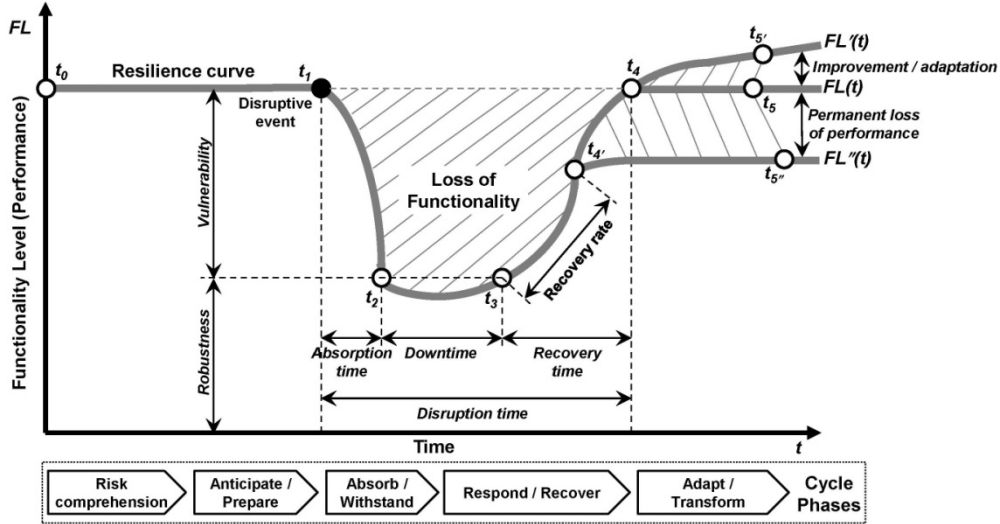 FL
t0
Resilience curve
t1
Disruptive
event
t4
t5'
FL'(t)
Improvement / adaptation
FL(t)
t5
Permanent loss
of performance
t4'
FL''(t)
t5''
Loss of
Functionality
Vulnerability
Recovery rate
t2
t3
Functionality Level (Performance)
Robustness
Absorption
time
Downtime
Recovery
time
Disruption time
Time
t
Risk
comprehension
Anticipate /
Prepare
Absorb /
Withstand
Respond / Recover
Adapt /
Transform
Cycle
Phases